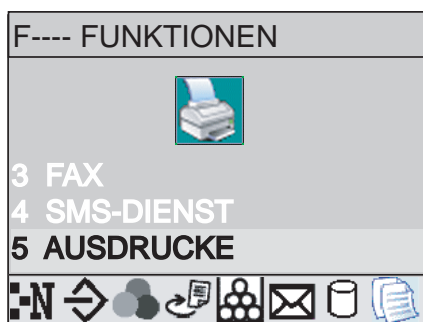 F---- FUNKTIONEN
3 FAX
4 SMS-DIENST
5 AUSDRUCKE
N